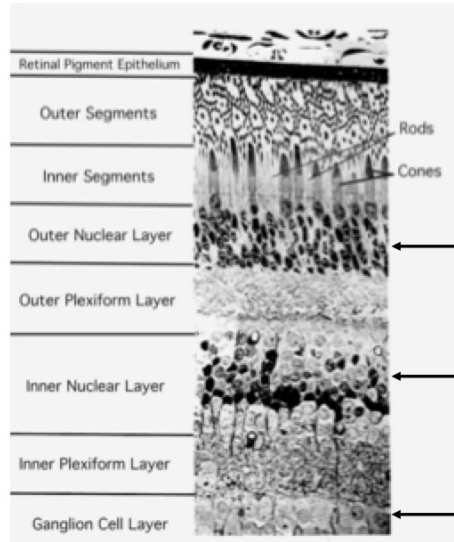 Retinal Pigment Epithelium
Outer Segments
Rods
Cones
Inner Segments
Outer Nuclear Layer
Outer Plexiform Layer
Inner Nuclear Layer
Inner Plexiform Layer
Ganglion Cell Layer